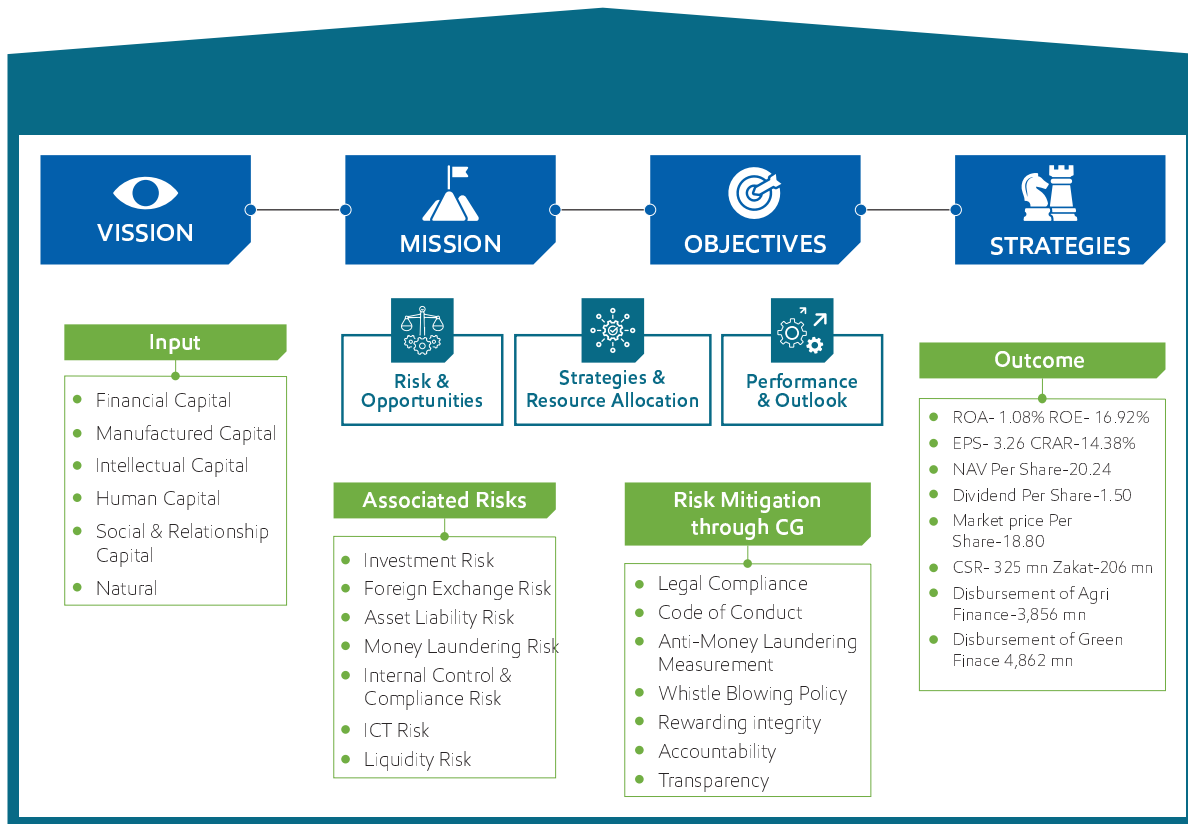 VISSION
MISSION
OBJECTIVES
STRATEGIES
Input
Financial Capital
Manufactured Capital
Intellectual Capital
Human Capital
Social & Relationship
Capital
Natural
Risk &
Opportunities
Strategies &
Resource Allocation
Performance
& Outlook
Associated Risks
Investment Risk
Foreign Exchange Risk
Asset Liability Risk
Money Laundering Risk
Internal Control &
Compliance Risk
ICT Risk
Liquidity Risk
Risk Mitigation
through CG
Legal Compliance
Code of Conduct
Anti-Money Laundering
Measurement
Whistle Blowing Policy
Rewarding integrity
Accountability
Transparency
Outcome
ROA- 1.08% ROE- 16.92%
EPS- 3.26 CRAR-14.38%
NAV Per Share-20.24
Dividend Per Share-1.50
Market price Per
Share-18.80
CSR- 325 mn Zakat-206 mn
Disbursement of Agri
Finance-3,856 mn
Disbursement of Green
Finace 4,862 mn